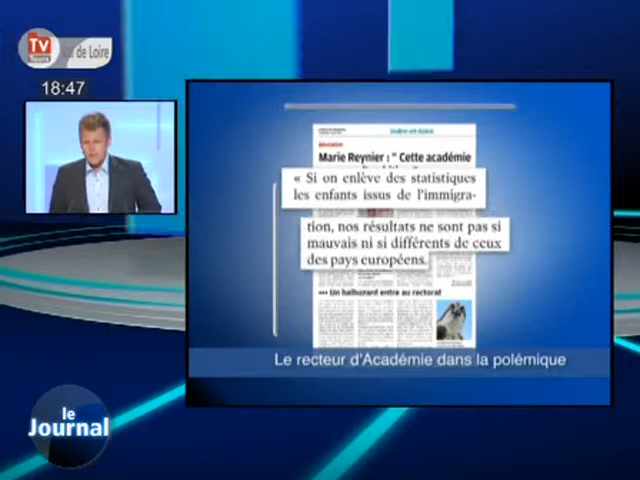 TV
Tours
de Loire
18:47
Indre-et-loire
Marie Reynier : " Cette académie
« Si on enlève des statistiques
les enfants issus de l'immigra-
tion, nos résultats ne sont pas si
mauvais ni si différents de ceux
des pays européens.
Un balbuzard entre au rectorat
Le recteur d'Académie dans la polémique
le
Journal